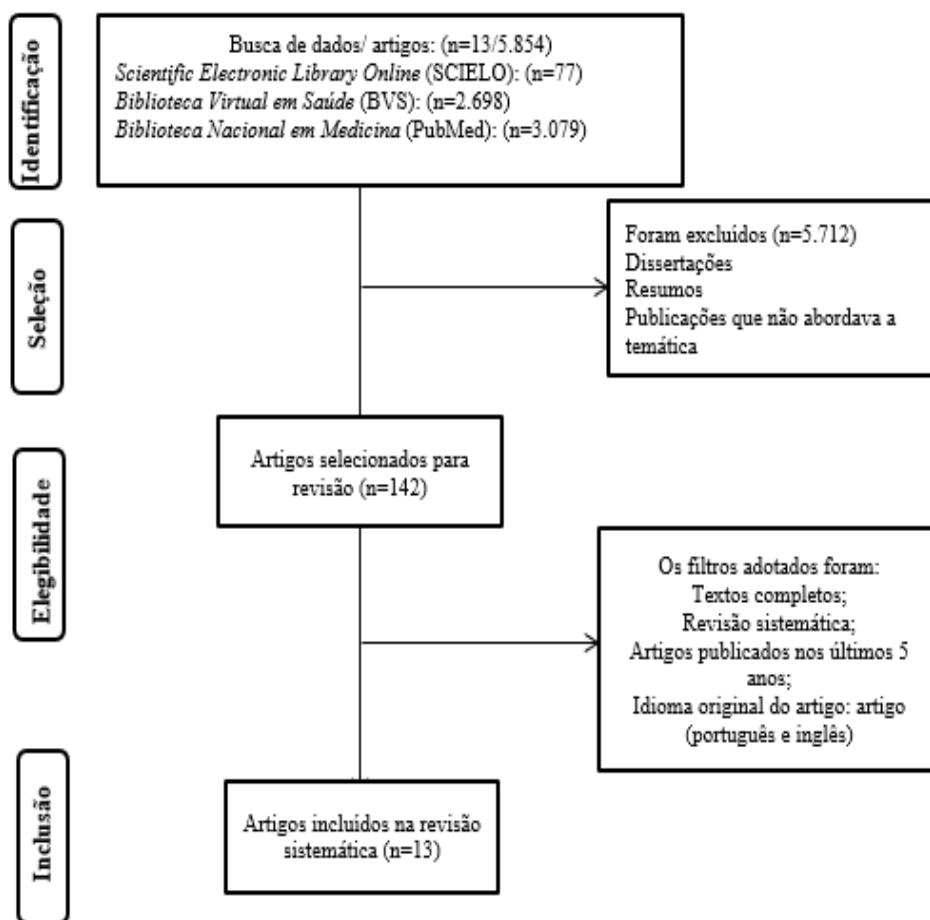 Identificação
Busca de dados/ artigos: (n=13/5.854)
Scientific Electronic Library Online (SCIELO): (n=77)
Biblioteca Virtual em Saúde (BVS): (n=2.698)
Biblioteca Nacional em Medicina (PubMed): (n=3.079)
Seleção
Foram excluídos (n=5.712)
Dissertações
Resumos
Publicações que não abordava a
temática
Elegibilidade
Artigos selecionados para
revisão (n=142)
Os filtros adotados foram:
Textos completos;
Revisão sistemática;
Artigos publicados nos últimos 5
anos;
Idioma original do artigo: artigo
(português e inglês)
Inclusão
Artigos incluídos na revisão
sistemática (n=13)